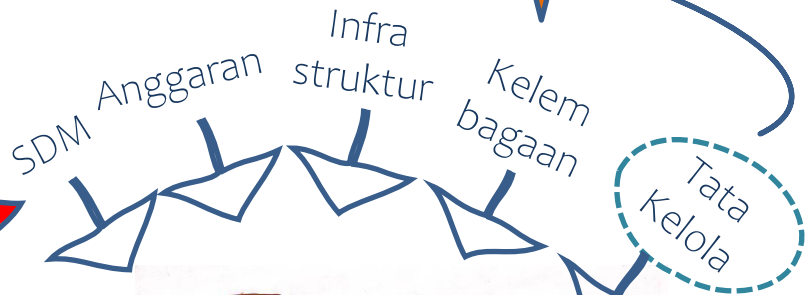 SDM
Anggaran
Infra
struktur
Kelem
bagaan
Tata
Kelola